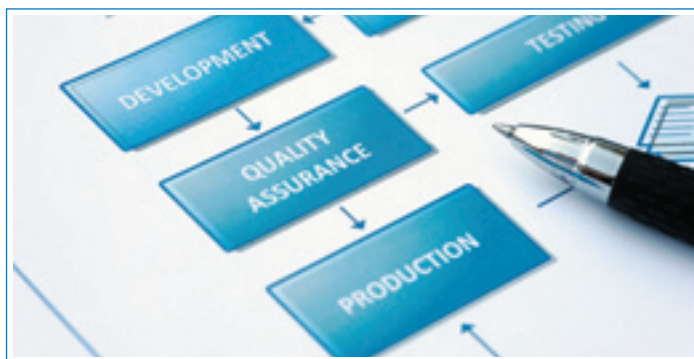 DEVELOPMENT
TESTING
QUALITY
ASSURANCE
PRODUCTION